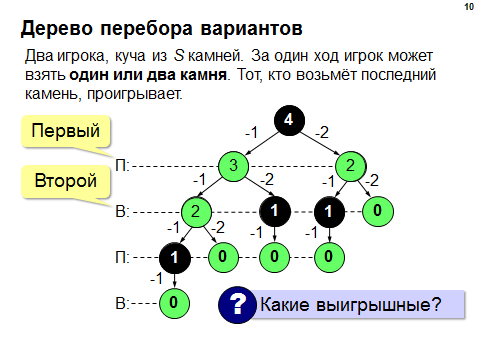 10
Дерево перебора вариантов
Два игрока, куча из S камней. За один ход игрок может
взять один или два камня. Тот, кто возьмёт последний
камень, проигрывает.
4
Первый
-1 -2
П: 3 2
Второй
-1 -2 -1 -2
В: 2 1 1 0
-1 -2 -1 -1
П: 1 0 0 0
-1
В: 0
? Какие выигрышные?